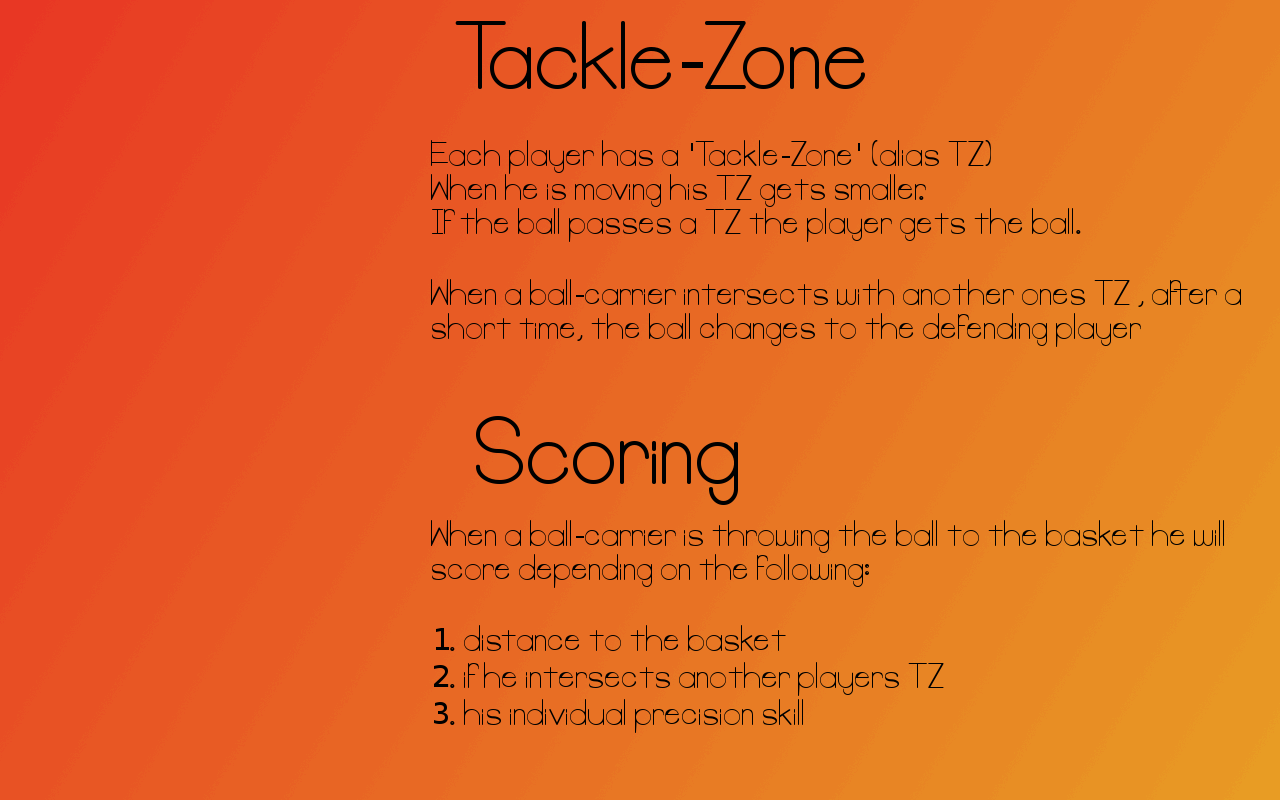 Tackle-Zone
Each player has a 'Tackle-Zone' (alias TZ)
When he is moving his TZ gets smaller.
If the ball passes a TZ the player gets the ball.
When a ball-carrier intersects with another ones TZ, after a
short time, the ball changes to the defending player
Scoring
When a ball-carrier is throwing the ball to the basket he will
score depending on the following:
1. distance to the basket
2. if he intersects another players TZ
3. his individual precision skill